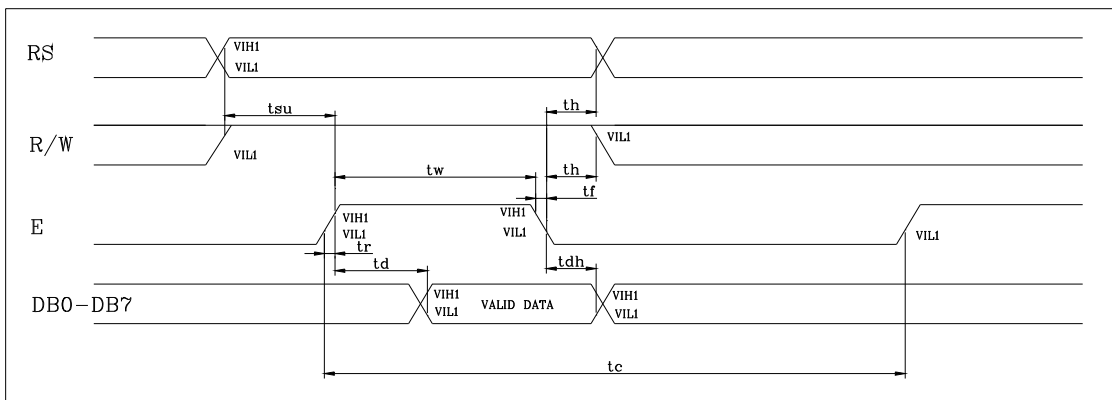 RS
VIH1
VIL1
tsu
th
R/W
VIL1
VIL1
tw
th
tf
E
VIH1
VIL1
VIH1
VIL1
VIL1
tr
td
tdh
DB0-DB7
VIH1
VIL1
VALID DATA
VIH1
VIL1
tc